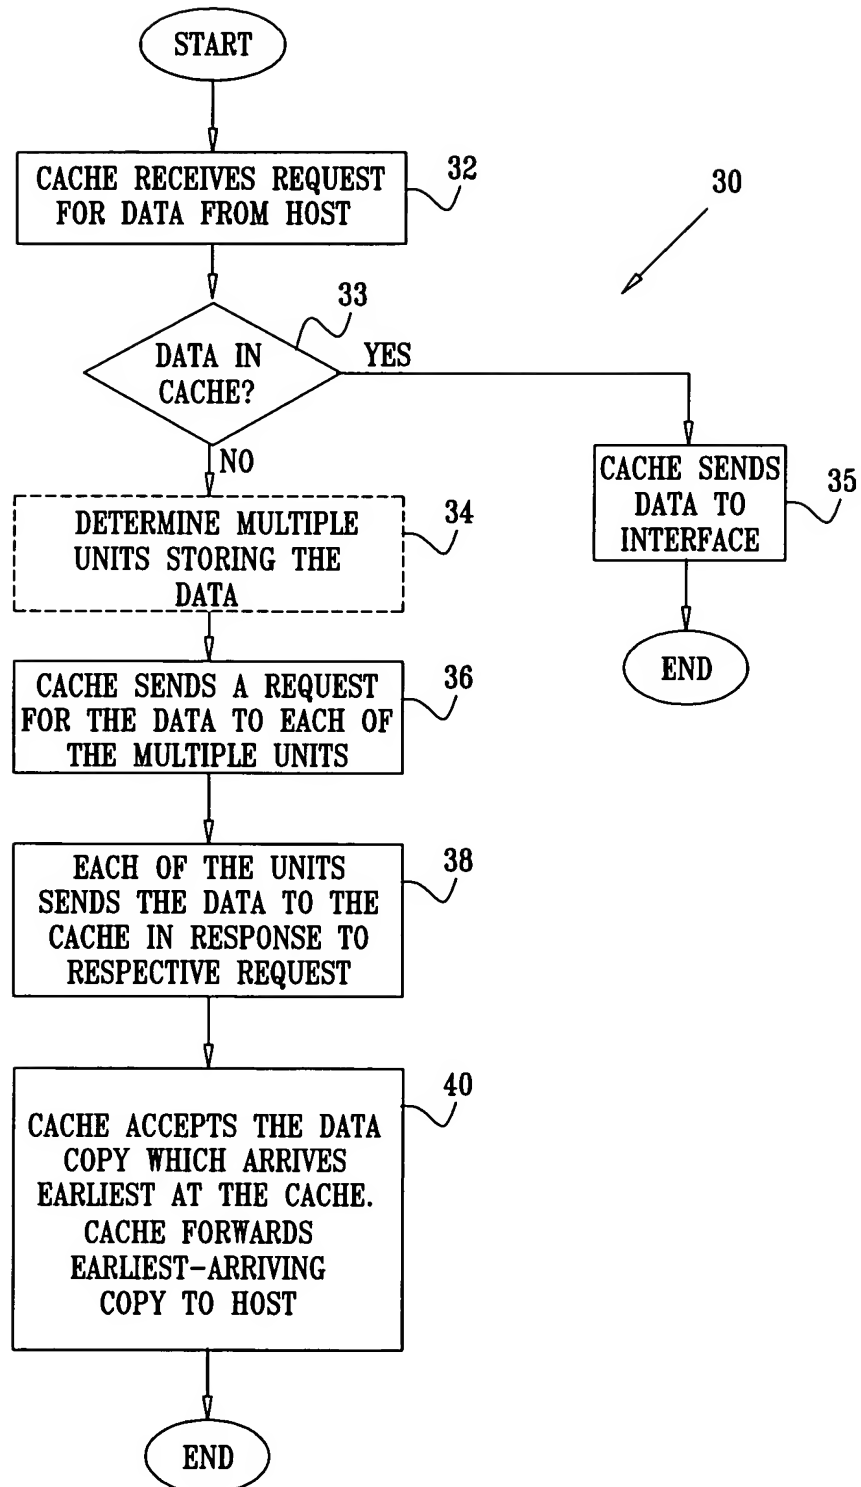 START
CACHE RECEIVES REQUEST
FOR DATA FROM HOST
32
30
33
DATA IN
CACHE?
YES
NO
CACHE SENDS
DATA TO
INTERFACE
35
END
DETERMINE MULTIPLE
UNITS STORING THE
DATA
34
CACHE SENDS A REQUEST
FOR THE DATA TO EACH OF
THE MULTIPLE UNITS
36
EACH OF THE UNITS
SENDS THE DATA TO THE
CACHE IN RESPONSE TO
RESPECTIVE REQUEST
38
CACHE ACCEPTS THE DATA
COPY WHICH ARRIVES
EARLIEST AT THE CACHE.
CACHE FORWARDS
EARLIEST-ARRIVING
COPY TO HOST
40
END